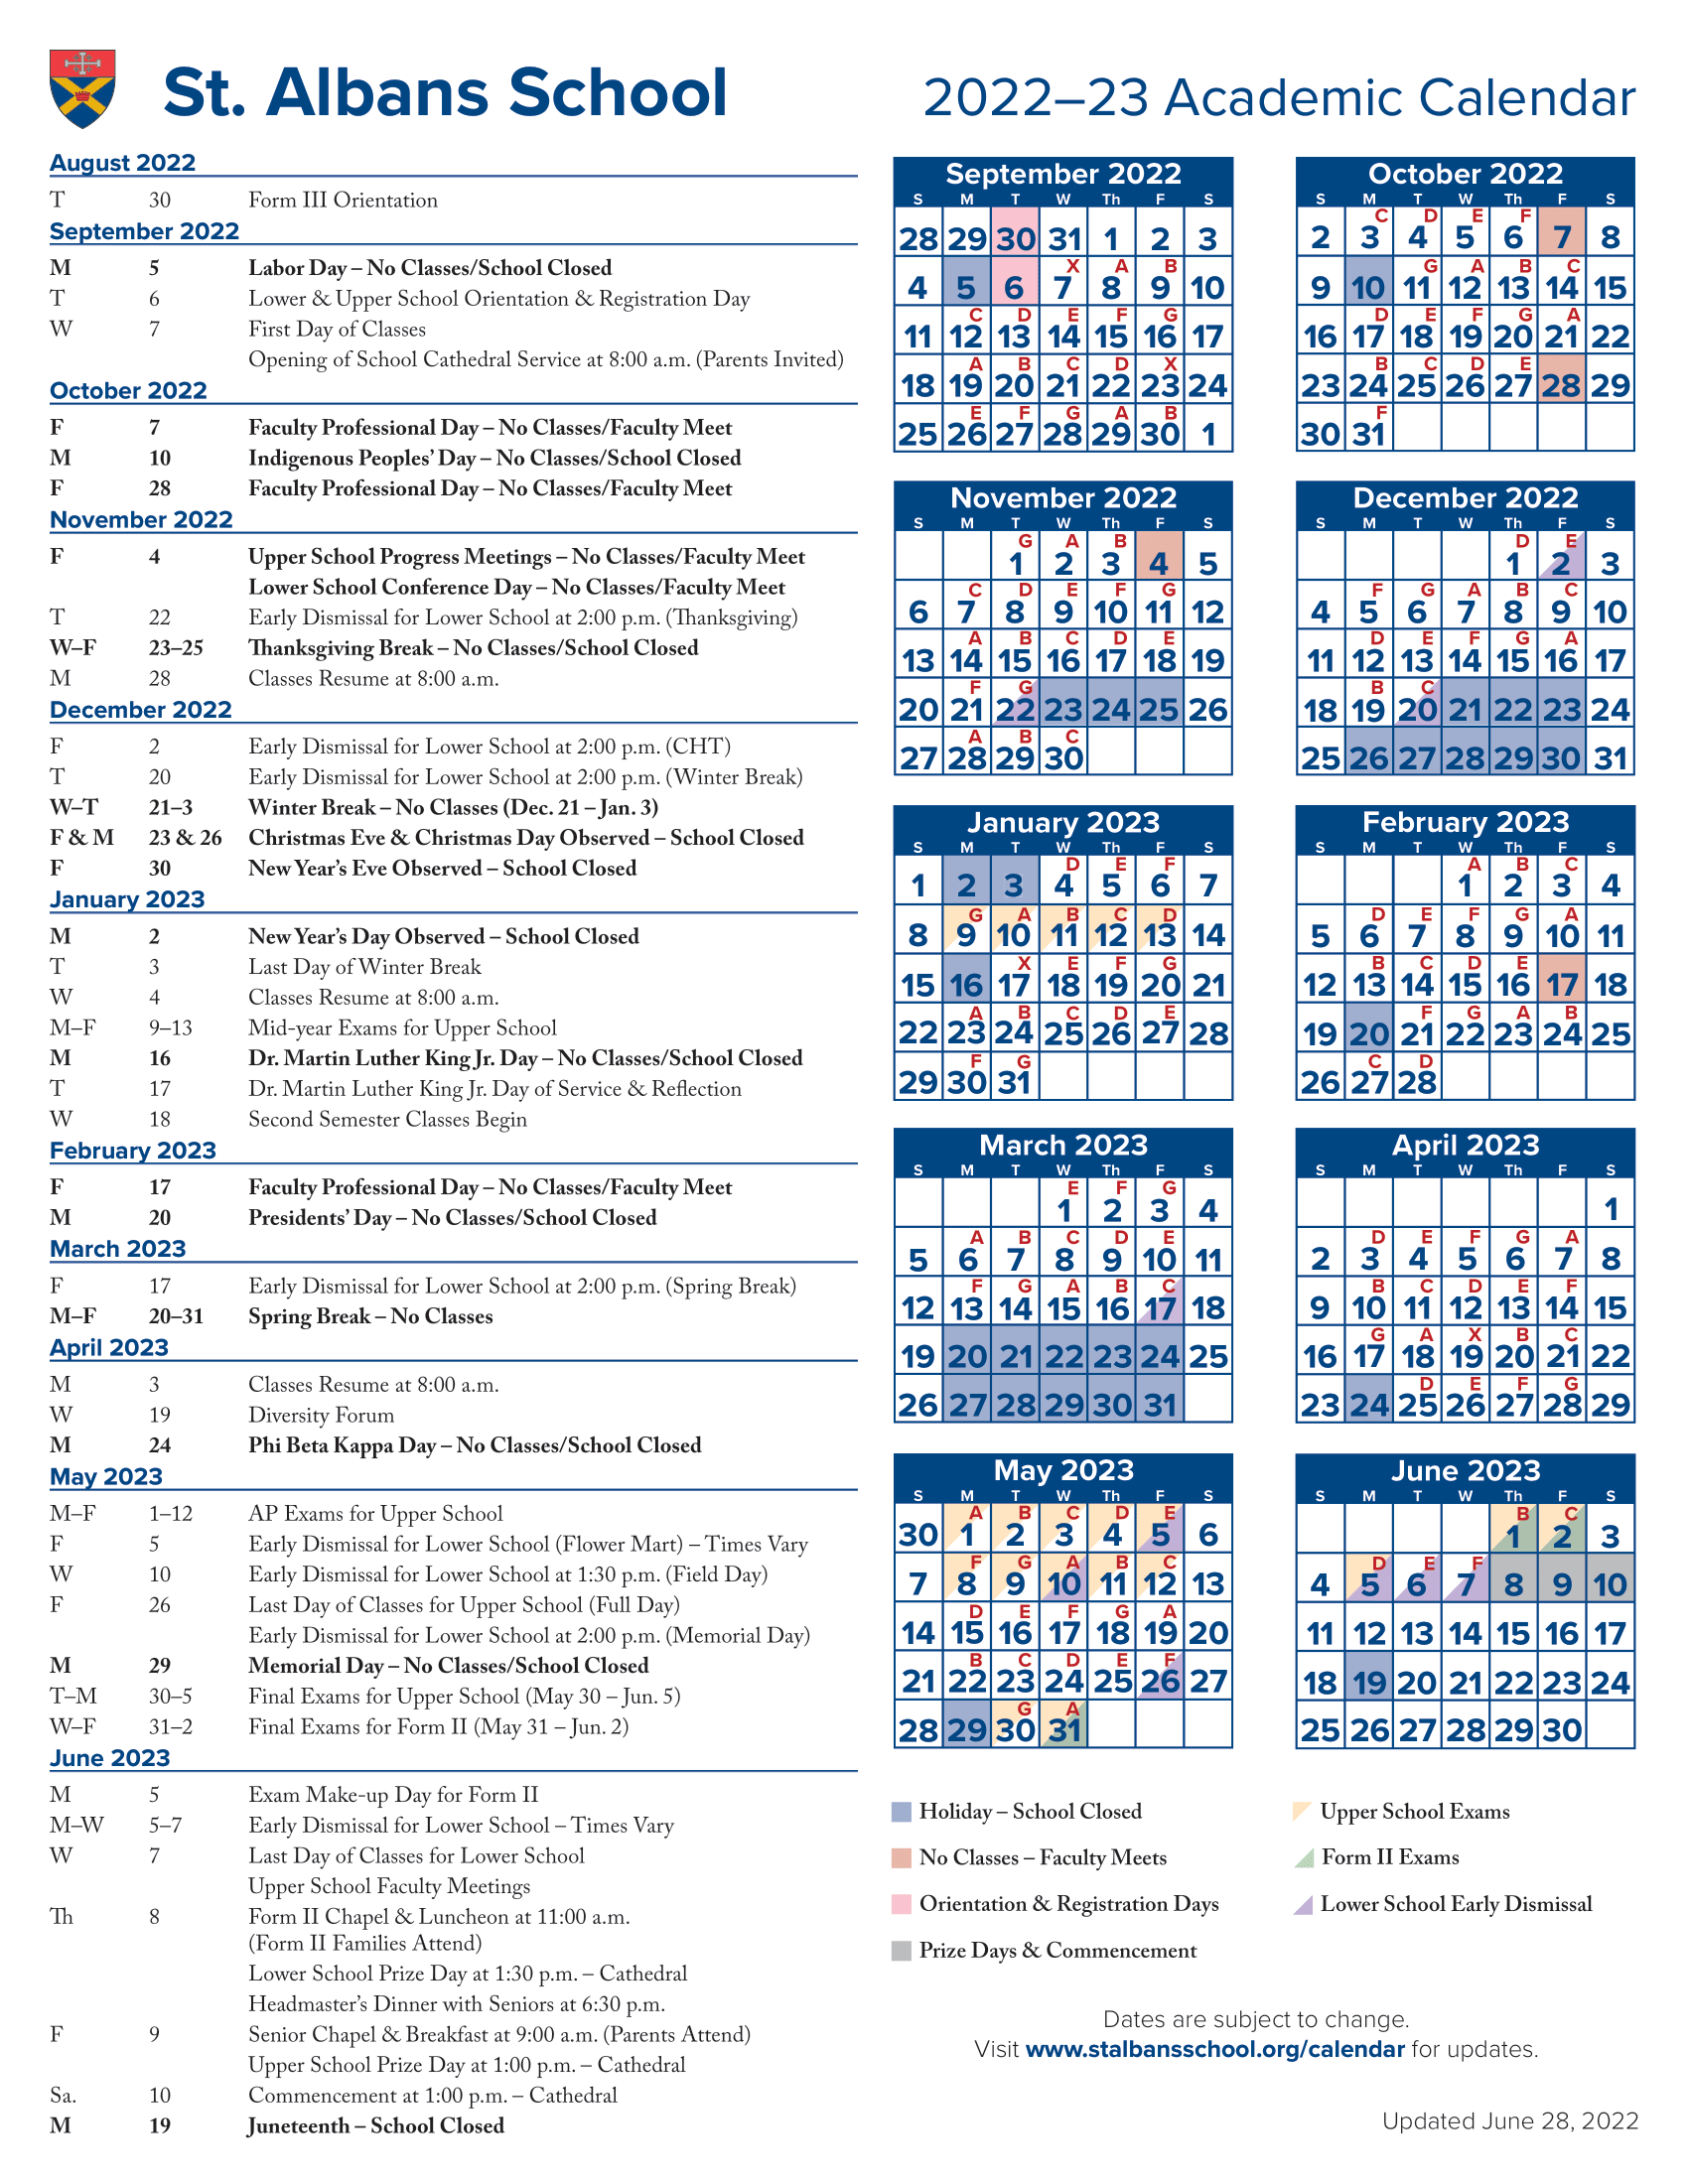 St. Albans School
2022–23 Academic Calendar
August 2022
T 30 Form III Orientation
September 2022
M 5 Labor Day – No Classes/School Closed
T 6 Lower & Upper School Orientation & Registration Day
W 7 First Day of Classes
Opening of School Cathedral Service at 8:00 a.m. (Parents Invited)
October 2022
F 7 Faculty Professional Day – No Classes/Faculty Meet
M 10 Indigenous Peoples' Day – No Classes/School Closed
F 28 Faculty Professional Day – No Classes/Faculty Meet
November 2022
F 4 Upper School Progress Meetings – No Classes/Faculty Meet
Lower School Conference Day – No Classes/Faculty Meet
T 22 Early Dismissal for Lower School at 2:00 p.m. (Thanksgiving)
W–F 23–25 Thanksgiving Break – No Classes/School Closed
M 28 Classes Resume at 8:00 a.m.
December 2022
F 2 Early Dismissal for Lower School at 2:00 p.m. (CHT)
T 20 Early Dismissal for Lower School at 2:00 p.m. (Winter Break)
W–T 21–3 Winter Break – No Classes (Dec. 21 – Jan. 3)
F & M 23 & 26 Christmas Eve & Christmas Day Observed – School Closed
F 30 New Year's Eve Observed – School Closed
January 2023
M 2 New Year's Day Observed – School Closed
T 3 Last Day of Winter Break
W 4 Classes Resume at 8:00 a.m.
M–F 9–13 Mid-year Exams for Upper School
M 16 Dr. Martin Luther King Jr. Day – No Classes/School Closed
T 17 Dr. Martin Luther King Jr. Day of Service & Reflection
W 18 Second Semester Classes Begin
February 2023
F 17 Faculty Professional Day – No Classes/Faculty Meet
M 20 Presidents' Day – No Classes/School Closed
March 2023
F 17 Early Dismissal for Lower School at 2:00 p.m. (Spring Break)
M–F 20–31 Spring Break – No Classes
April 2023
M 3 Classes Resume at 8:00 a.m.
W 19 Diversity Forum
M 24 Phi Beta Kappa Day – No Classes/School Closed
May 2023
M–F 1–12 AP Exams for Upper School
F 5 Early Dismissal for Lower School (Flower Mart) – Times Vary
W 10 Early Dismissal for Lower School at 1:30 p.m. (Field Day)
F 26 Last Day of Classes for Upper School (Full Day)
Early Dismissal for Lower School at 2:00 p.m. (Memorial Day)
M 29 Memorial Day – No Classes/School Closed
T–M 30–5 Final Exams for Upper School (May 30 – Jun. 5)
W–F 31–2 Final Exams for Form II (May 31 – Jun. 2)
June 2023
M 5 Exam Make-up Day for Form II
M–W 5–7 Early Dismissal for Lower School – Times Vary
W 7 Last Day of Classes for Lower School
Upper School Faculty Meetings
Th 8 Form II Chapel & Luncheon at 11:00 a.m.
(Form II Families Attend)
Lower School Prize Day at 1:30 p.m. – Cathedral
Headmaster's Dinner with Seniors at 6:30 p.m.
F 9 Senior Chapel & Breakfast at 9:00 a.m. (Parents Attend)
Upper School Prize Day at 1:00 p.m. – Cathedral
Sa. 10 Commencement at 1:00 p.m. – Cathedral
M 19 Juneteenth – School Closed
September 2022
S M T W Th F S
28 29 30 31 1 2 3
X A B
4 5 6 7 8 9 10
C D E F G
11 12 13 14 15 16 17
A B C D X
18 19 20 21 22 23 24
E F G A B
25 26 27 28 29 30 1
October 2022
S M T W Th F S
C D E F
2 3 4 5 6 7 8
G A B C
9 10 11 12 13 14 15
D E F G A
16 17 18 19 20 21 22
B C D E
23 24 25 26 27 28 29
F
30 31
November 2022
S M T W Th F S
G A B
1 2 3 4 5
C D E F G
6 7 8 9 10 11 12
A B C D E
13 14 15 16 17 18 19
F G
20 21 22 23 24 25 26
A B C
27 28 29 30
December 2022
S M T W Th F S
D E
1 2 3
F G A B C
4 5 6 7 8 9 10
D E F G A
11 12 13 14 15 16 17
B C
18 19 20 21 22 23 24
25 26 27 28 29 30 31
January 2023
S M T W Th F S
D E F
1 2 3 4 5 6 7
G A B C D
8 9 10 11 12 13 14
X E F G
15 16 17 18 19 20 21
A B C D E
22 23 24 25 26 27 28
F G
29 30 31
February 2023
S M T W Th F S
A B C
1 2 3 4
D E F G A
5 6 7 8 9 10 11
B C D E
12 13 14 15 16 17 18
F G A B
19 20 21 22 23 24 25
C D
26 27 28
March 2023
S M T W Th F S
E F G
1 2 3 4
A B C D E
5 6 7 8 9 10 11
F G A B C
12 13 14 15 16 17 18
19 20 21 22 23 24 25
26 27 28 29 30 31
April 2023
S M T W Th F S
1
D E F G A
2 3 4 5 6 7 8
B C D E F
9 10 11 12 13 14 15
G A X B C
16 17 18 19 20 21 22
D E F G
23 24 25 26 27 28 29
May 2023
S M T W Th F S
A B C D E
30 1 2 3 4 5 6
F G A B C
7 8 9 10 11 12 13
D E F G A
14 15 16 17 18 19 20
B C D E F
21 22 23 24 25 26 27
G A
28 29 30 31
June 2023
S M T W Th F S
B C
1 2 3
D E F
4 5 6 7 8 9 10
11 12 13 14 15 16 17
18 19 20 21 22 23 24
25 26 27 28 29 30
Holiday – School Closed
No Classes – Faculty Meets
Orientation & Registration Days
Prize Days & Commencement
Upper School Exams
Form II Exams
Lower School Early Dismissal
Dates are subject to change.
Visit www.stalbansschool.org/calendar for updates.
Updated June 28, 2022